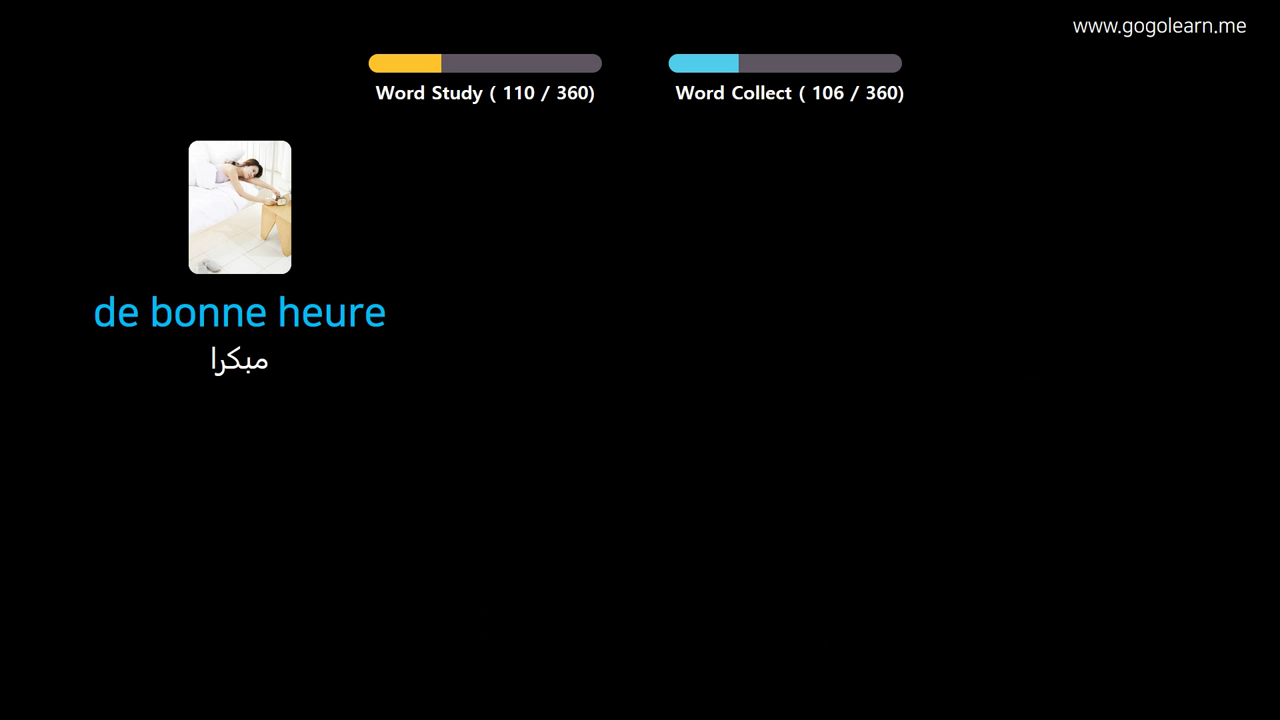 www.gogolearn.me
Word Study ( 110 / 360)
Word Collect ( 106 / 360)
de bonne heure
مبكرا